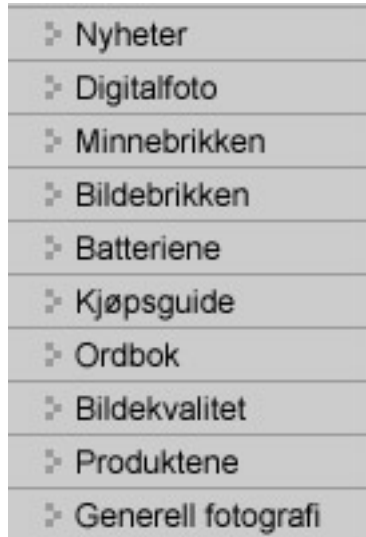 Nyheter
Digitalfoto
Minnebrikken
Bildebrikken
Batteriene
Kjøpsguide
Ordbok
Bildekvalitet
Produktene
Generell fotografi